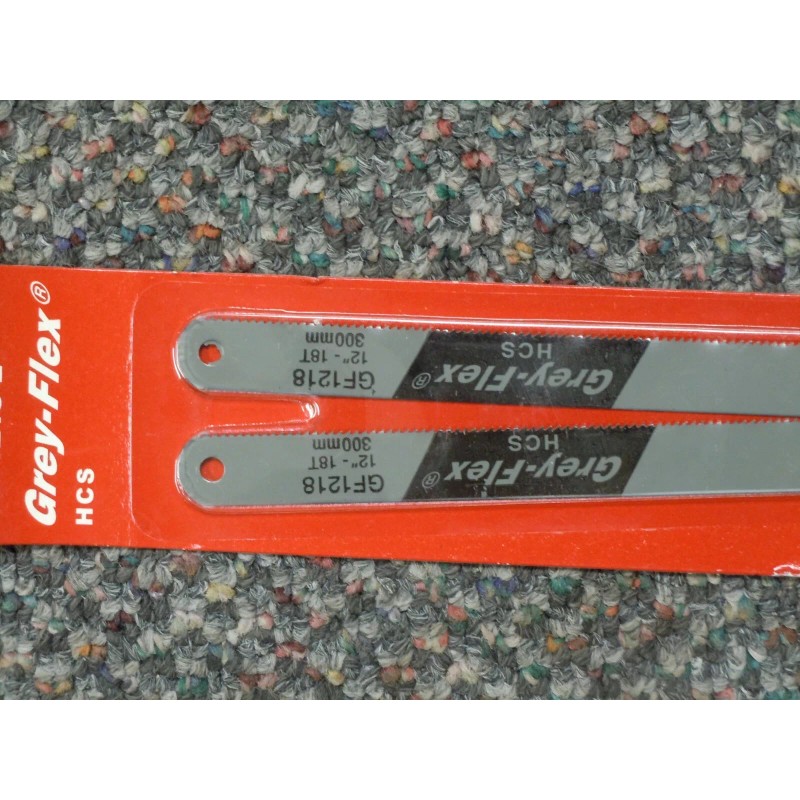 Grey-Flex®
HCS
GF1218
12" - 18T
300mm
Grey-Flex®
HCS
GF1218
12" - 18T
300mm
Grey-Flex®
HCS